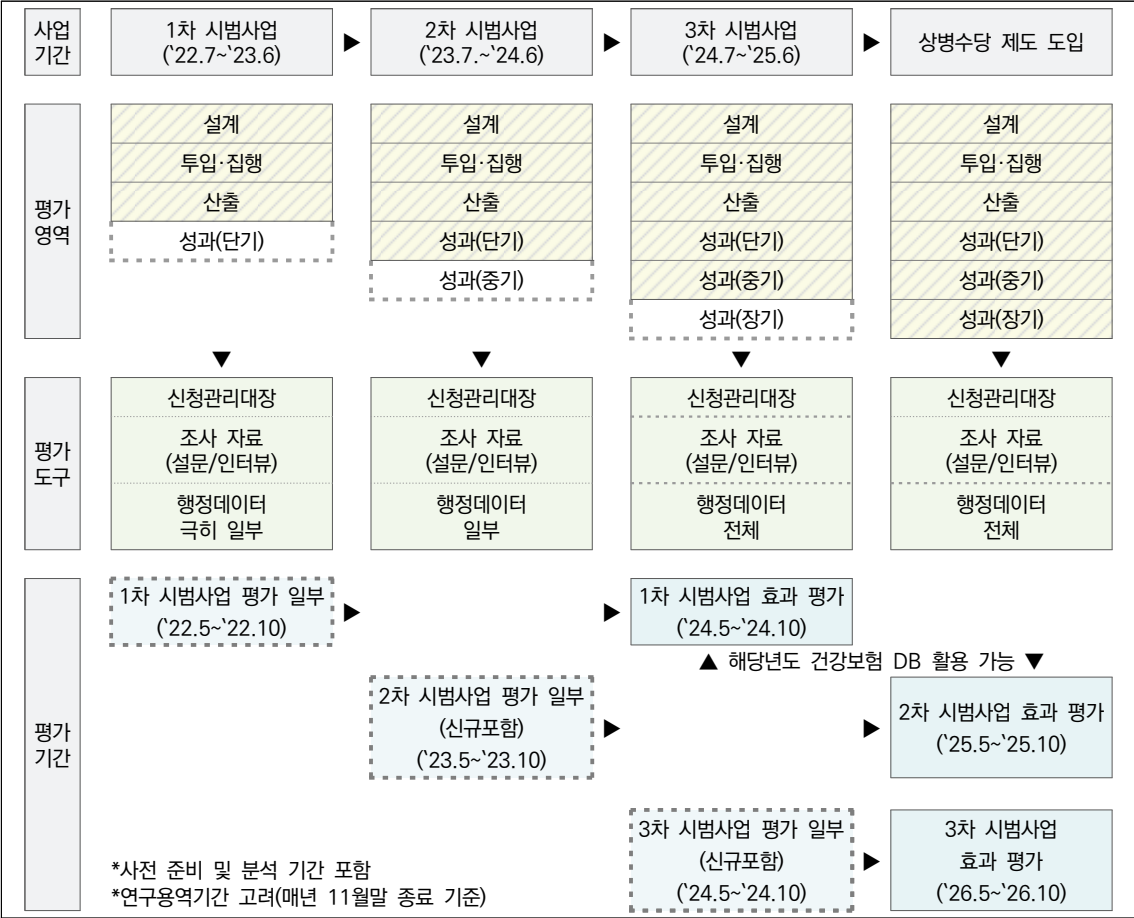 사업
기간
1차 시범사업
(`22.7~`23.6)
▶
2차 시범사업
(`23.7.~`24.6)
▶
3차 시범사업
(`24.7~`25.6)
▶
상병수당 제도 도입
평가
영역
설계
투입·집행
산출
성과(단기)
설계
투입·집행
산출
성과(단기)
성과(중기)
설계
투입·집행
산출
성과(단기)
성과(중기)
성과(장기)
설계
투입·집행
산출
성과(단기)
성과(중기)
성과(장기)
▼ ▼ ▼ ▼
평가
도구
신청관리대장
조사 자료
(설문/인터뷰)
행정데이터
극히 일부
신청관리대장
조사 자료
(설문/인터뷰)
행정데이터
일부
신청관리대장
조사 자료
(설문/인터뷰)
행정데이터
전체
신청관리대장
조사 자료
(설문/인터뷰)
행정데이터
전체
평가
기간
1차 시범사업 평가 일부
(`22.5~`22.10)
▶ ▶
1차 시범사업 효과 평가
(`24.5~`24.10)
▲ 해당년도 건강보험 DB 활용 가능 ▼
2차 시범사업 평가 일부
(신규포함)
(`23.5~`23.10)
▶ ▶
2차 시범사업 효과 평가
(`25.5~`25.10)
3차 시범사업 평가 일부
(신규포함)
(`24.5~`24.10)
▶
3차 시범사업
효과 평가
(`26.5~`26.10)
*사전 준비 및 분석 기간 포함
*연구용역기간 고려(매년 11월말 종료 기준)